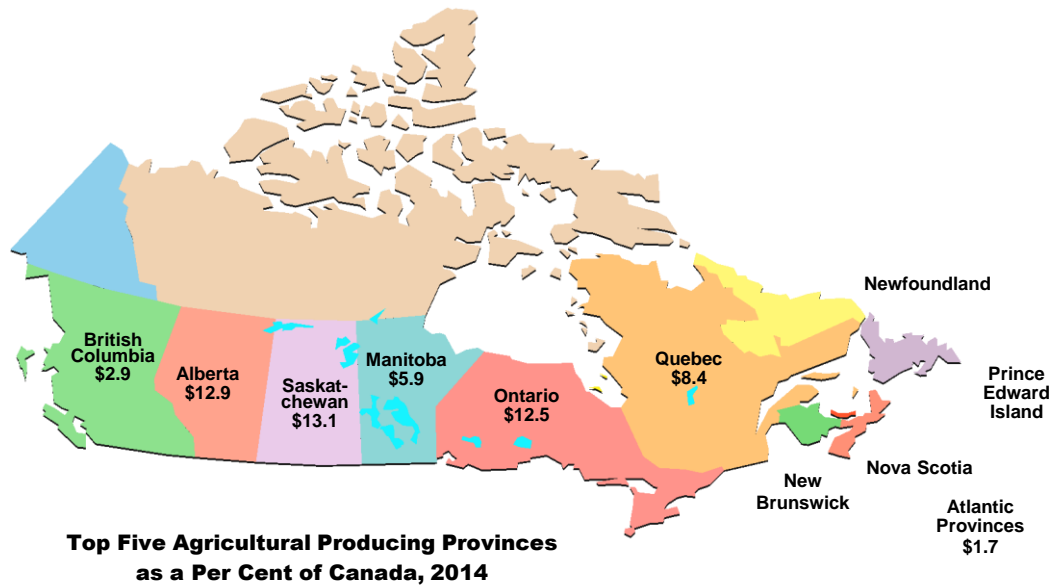 Newfoundland
British
Columbia
$2.9
Alberta
$12.9
Saskat-
chewan
$13.1
Manitoba
$5.9
Ontario
$12.5
Quebec
$8.4
Prince
Edward
Island
Nova Scotia
New
Brunswick
Atlantic
Provinces
$1.7
Top Five Agricultural Producing Provinces
as a Per Cent of Canada, 2014